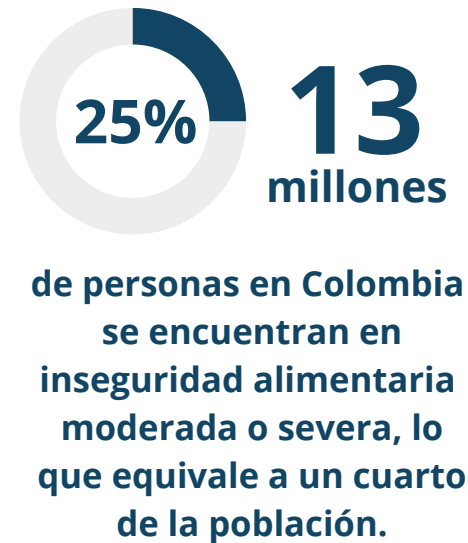 25%
13
millones
de personas en Colombia
se encuentran en
inseguridad alimentaria
moderada o severa, lo
que equivale a un cuarto
de la población.